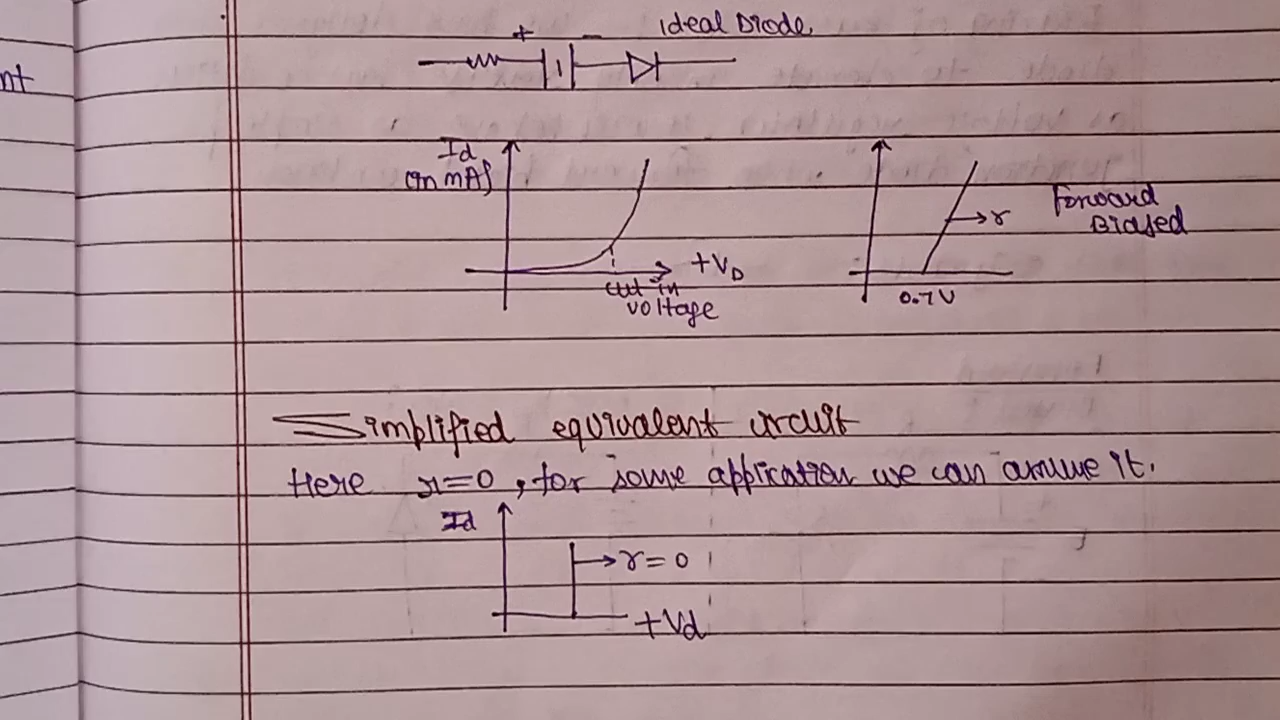 nt
+ - Ideal Diode
Id
(in mA)
+VD
cut in
voltage
r
0.7V
Forward
Biased
Simplified equivalent circuit
Here r=0, for some application we can assume it.
Id
r=0
+Vd